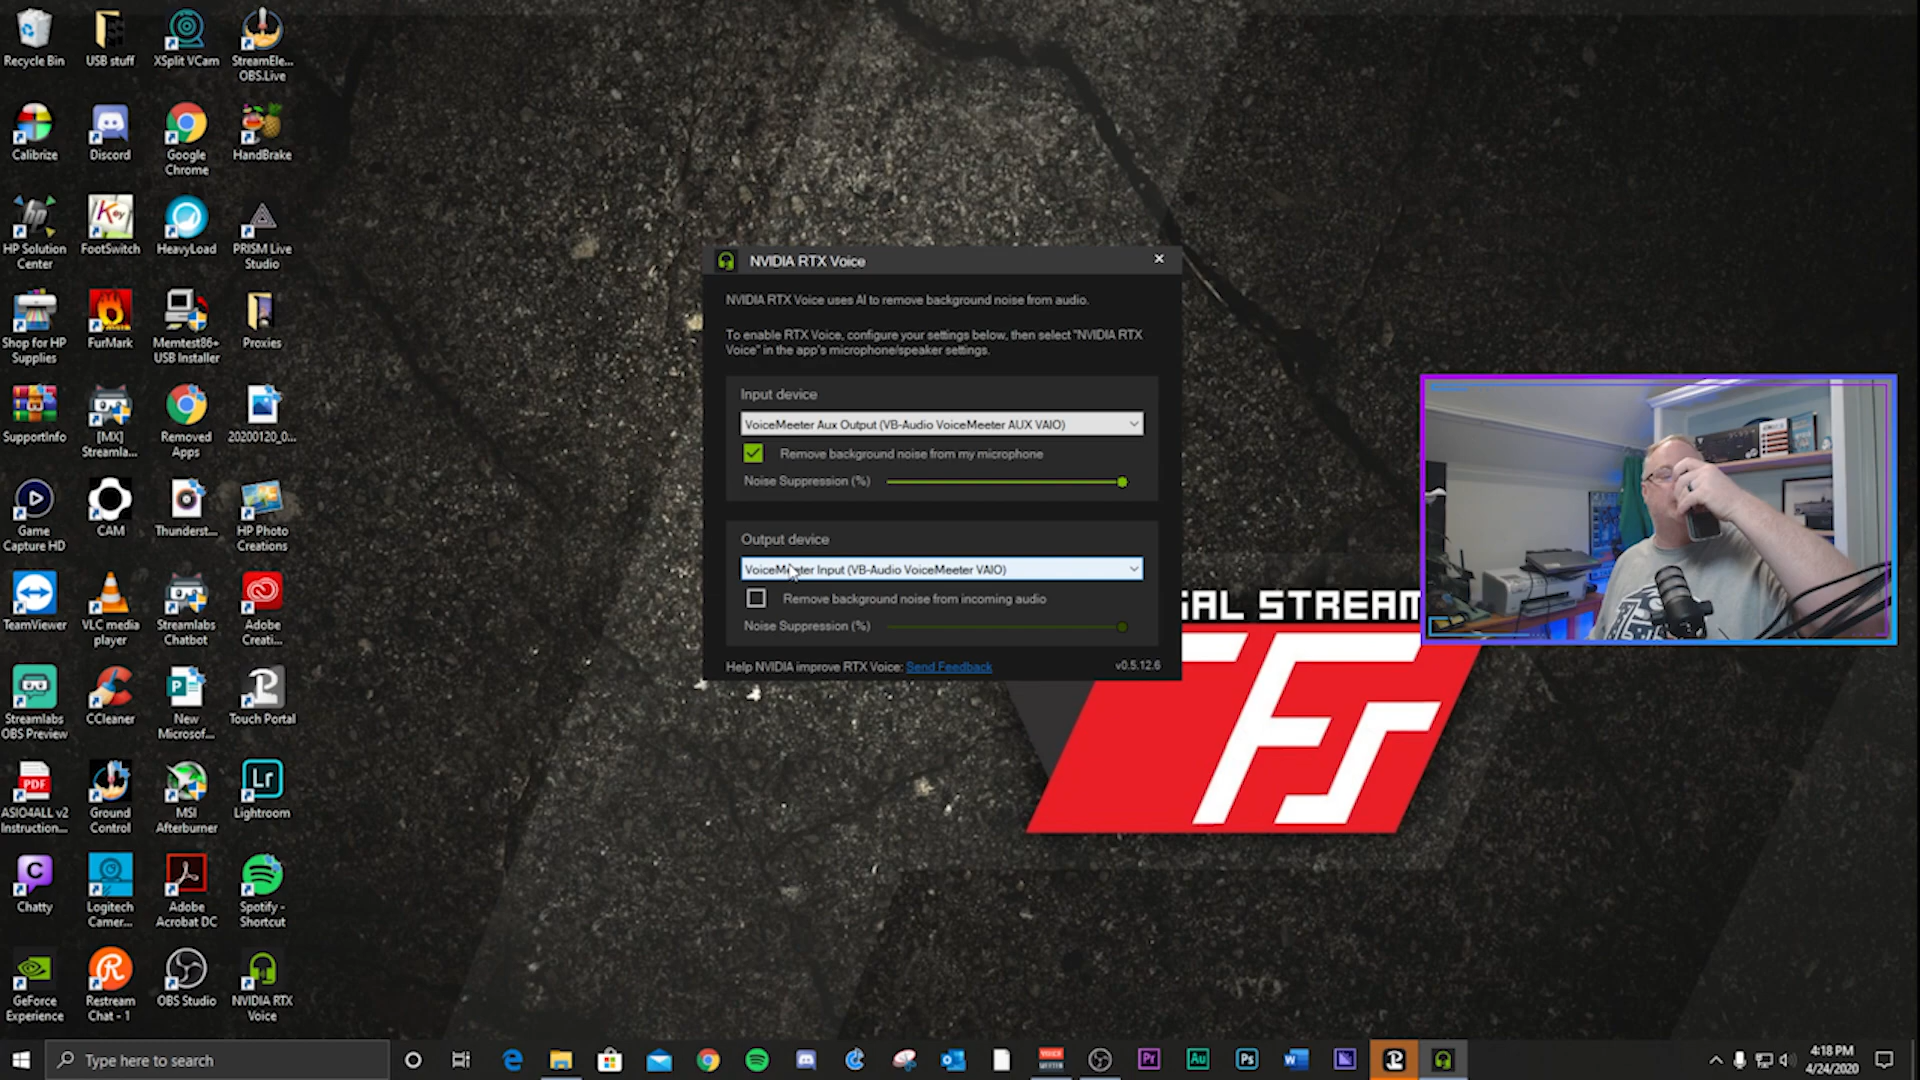 Recycle Bin
USB stuff
XSplit VCam
StreamEle...
OBS.Live
Calibrize
Discord
Google
Chrome
HandBrake
HP Solution
Center
Key
FootSwitch
HeavyLoad
PRISM Live
Studio
Shop for HP
Supplies
FurMark
Memtest86+
USB Installer
Proxies
SupportInfo
[MX]
Streamla...
Removed
Apps
20200120_0...
Game
Capture HD
CAM
Thunderst...
HP Photo
Creations
TeamViewer
VLC media
player
Streamlabs
Chatbot
Adobe
Creati...
Streamlabs
OBS Preview
CCleaner
New
Microsof...
Touch Portal
PDF
ASIO4ALL v2
Instruction...
Ground
Control
MSI
Afterburner
Lr
Lightroom
Chatty
Logitech
Camer...
Adobe
Acrobat DC
Spotify -
Shortcut
GeForce
Experience
Restream
Chat - 1
OBS Studio
NVIDIA RTX
Voice
NVIDIA RTX Voice
NVIDIA RTX Voice uses AI to remove background noise from audio.
To enable RTX Voice, configure your settings below, then select "NVIDIA RTX
Voice" in the app's microphone/speaker settings.
Input device
VoiceMeeter Aux Output (VB-Audio VoiceMeeter AUX VAIO)
Remove background noise from my microphone
Noise Suppression (%)
Output device
VoiceMeeter Input (VB-Audio VoiceMeeter VAIO)
Remove background noise from incoming audio
Noise Suppression (%)
Help NVIDIA improve RTX Voice: Send Feedback
v0.5.12.6
GAL STREAM
FS
Type here to search
Pr
Au
Ps
4:18 PM
4/24/2020